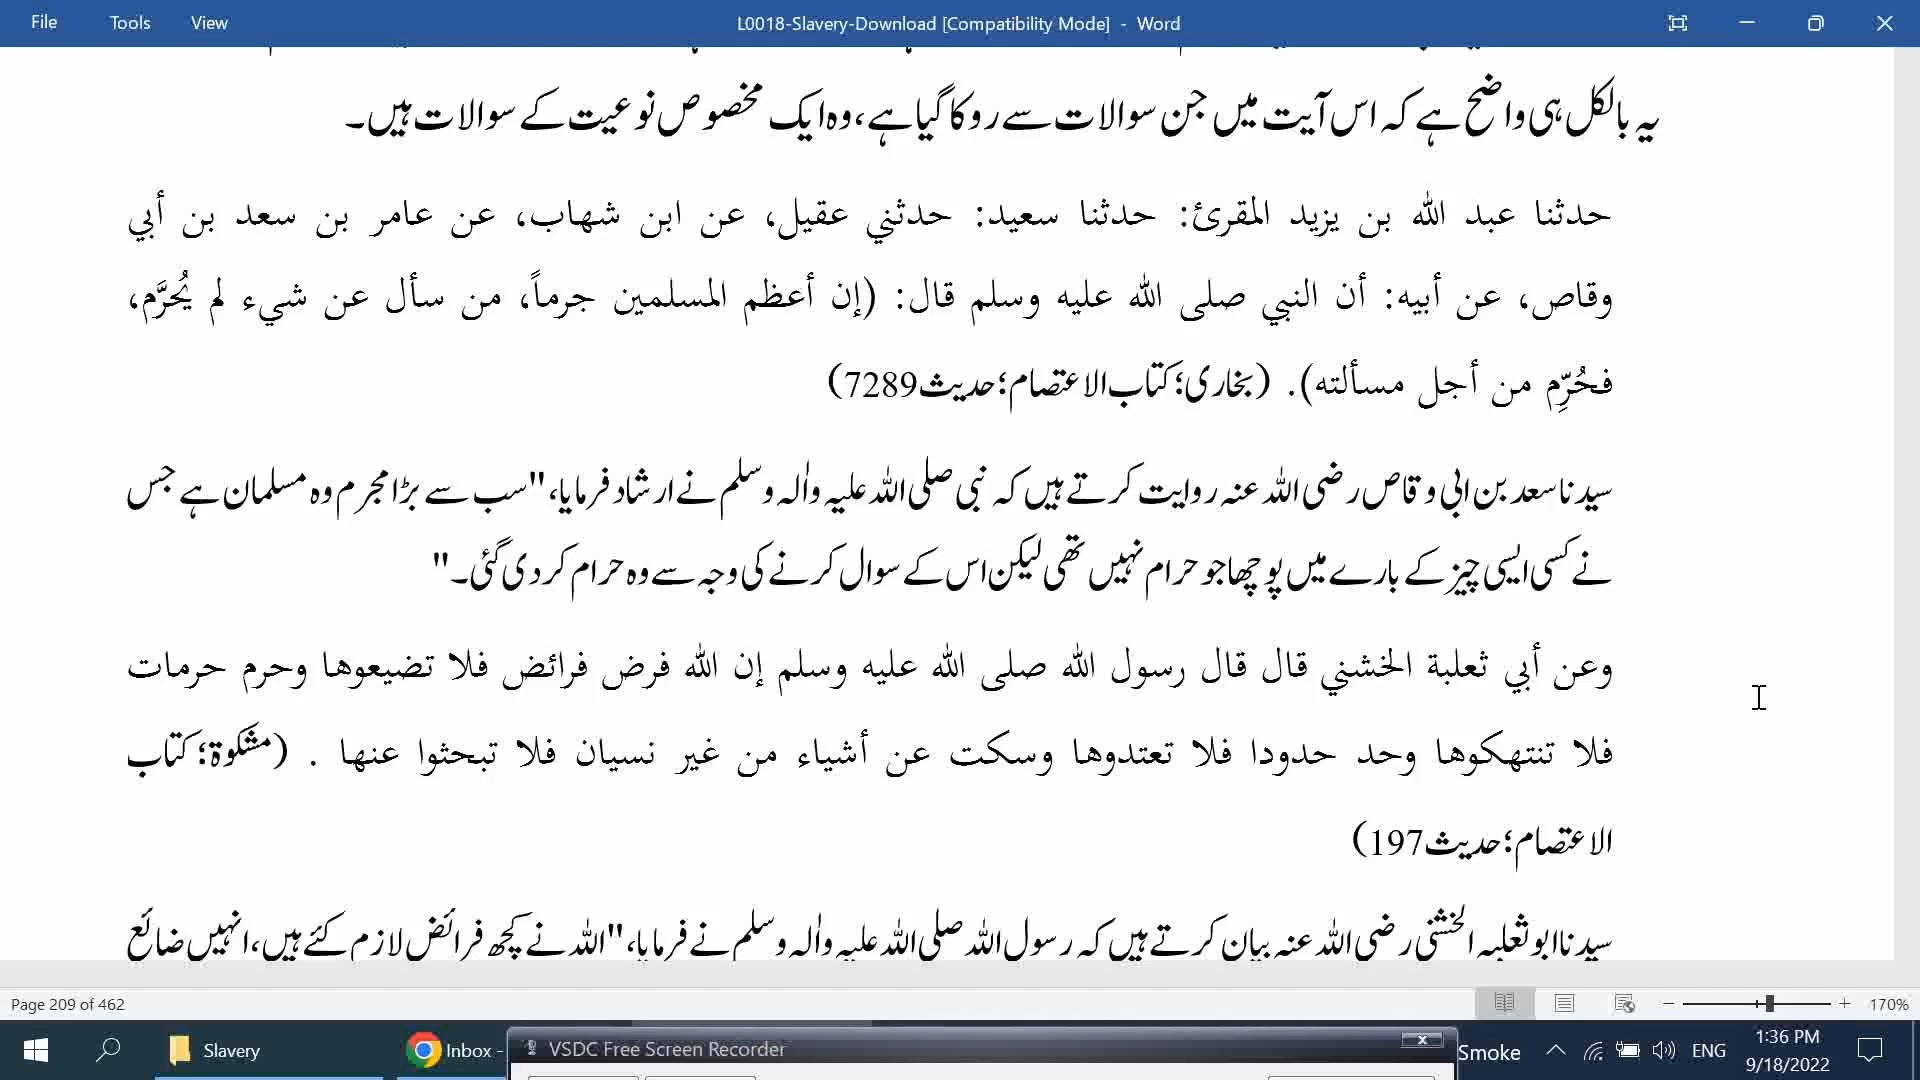 File Tools View L0018-Slavery-Download [Compatibility Mode] - Word
یہ بالکل ہی واضح ہے کہ اس آیت میں جن سوالات سے روکا گیا ہے، وہ ایک مخصوص نوعیت کے سوالات ہیں۔
حدثنا عبد الله بن يزيد المقرئ: حدثنا سعيد: حدثني عقيل، عن ابن شهاب، عن عامر بن سعد بن أبي
وقاص، عن أبيه: أن النبي صلى الله عليه وسلم قال: (إن أعظم المسلمين جرماً، من سأل عن شيء لم يُحرَّم،
فحُرِّم من أجل مسألته). (بخاری؛ کتاب الاعتصام؛ حدیث 7289)
سیدنا سعد بن ابی وقاص رضی اللہ عنہ روایت کرتے ہیں کہ نبی صلی اللہ علیہ واٰلہ وسلم نے ارشاد فرمایا، "سب سے بڑا مجرم وہ مسلمان ہے جس
نے کسی ایسی چیز کے بارے میں پوچھا جو حرام نہیں تھی لیکن اس کے سوال کرنے کی وجہ سے وہ حرام کر دی گئی۔"
وعن أبي ثعلبة الخشني قال قال رسول الله صلى الله عليه وسلم إن الله فرض فرائض فلا تضيعوها وحرم حرمات
فلا تنتهكوها وحد حدودا فلا تعتدوها وسكت عن أشياء من غير نسيان فلا تبحثوا عنها . (مشکوۃ؛ کتاب
الاعتصام؛ حدیث 197)
سیدنا ابو ثعلبہ الخشنی رضی اللہ عنہ بیان کرتے ہیں کہ رسول اللہ صلی اللہ علیہ واٰلہ وسلم نے فرمایا، "اللہ نے کچھ فرائض لازم کئے ہیں، انہیں ضائع
Page 209 of 462 170%
Slavery Inbox - VSDC Free Screen Recorder Smoke ENG 1:36 PM
9/18/2022